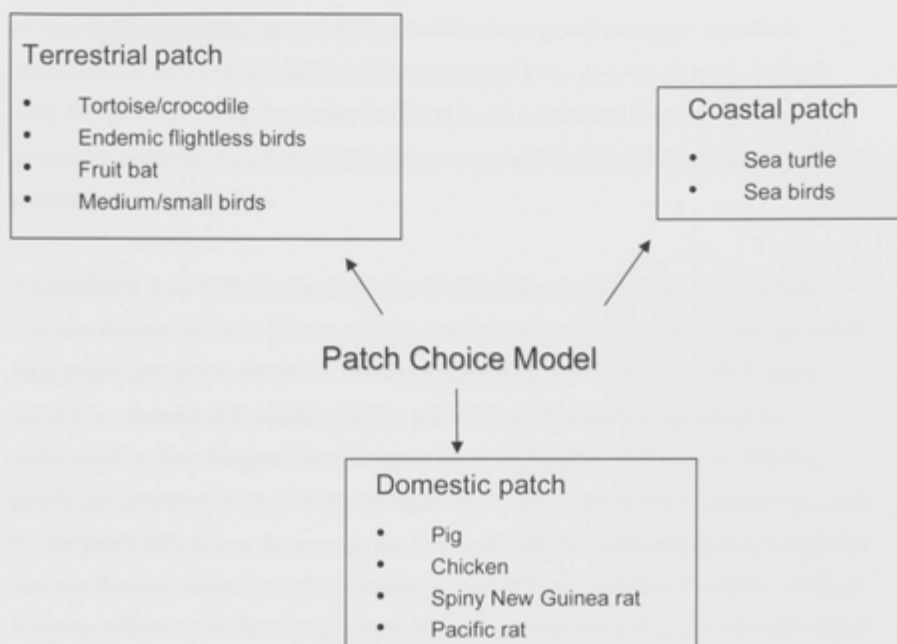 Terrestrial patch
• Tortoise/crocodile
• Endemic flightless birds
• Fruit bat
• Medium/small birds
Coastal patch
• Sea turtle
• Sea birds
Patch Choice Model
Domestic patch
• Pig
• Chicken
• Spiny New Guinea rat
• Pacific rat